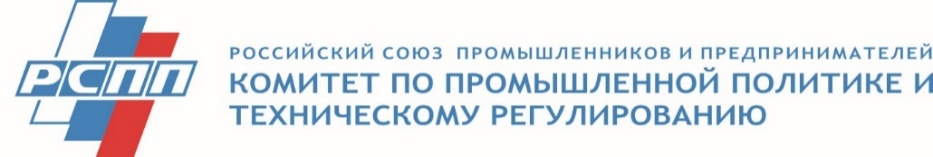 РСПП
РОССИЙСКИЙ СОЮЗ ПРОМЫШЛЕННИКОВ И ПРЕДПРИНИМАТЕЛЕЙ
КОМИТЕТ ПО ПРОМЫШЛЕННОЙ ПОЛИТИКЕ И
ТЕХНИЧЕСКОМУ РЕГУЛИРОВАНИЮ